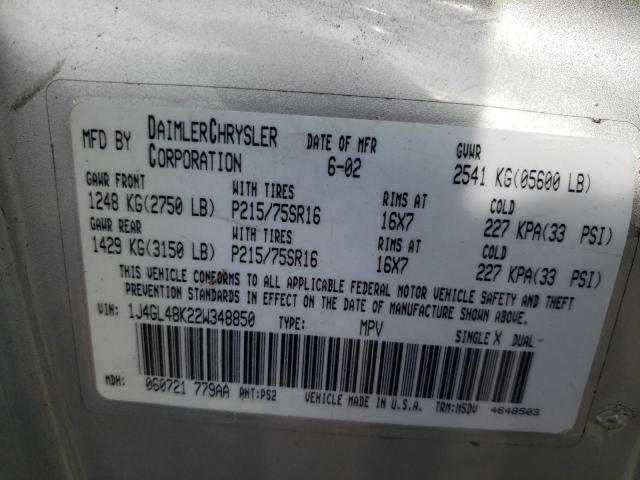 MFD BY DAIMLERCHRYSLER CORPORATION DATE OF MFR 6-02 GVWR 2541 KG(05600 LB)
GAWR FRONT WITH TIRES RIMS AT COLD
1248 KG(2750 LB) P215/75SR16 16X7 227 KPA(33 PSI)
GAWR REAR WITH TIRES RIMS AT COLD
1429 KG(3150 LB) P215/75SR16 16X7 227 KPA(33 PSI)
THIS VEHICLE CONFORMS TO ALL APPLICABLE FEDERAL MOTOR VEHICLE SAFETY AND THEFT
PREVENTION STANDARDS IN EFFECT ON THE DATE OF MANUFACTURE SHOWN ABOVE.
VIN: 1J4GL48K22W348850 TYPE: MPV SINGLE X DUAL-
MDH: 060721 779AA PNT:PS2 VEHICLE MADE IN U.S.A. TRM:MSDV 4648503